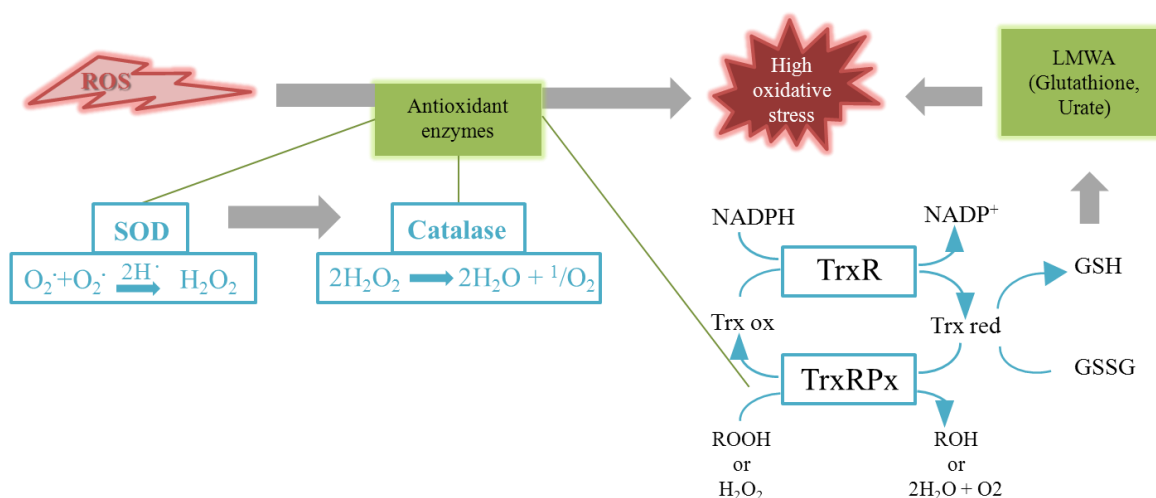 ROS
Antioxidant
enzymes
High
oxidative
stress
LMWA
(Glutathione,
Urate)
SOD
O₂˙+O₂˙ 2H˙ H₂O₂
Catalase
2H₂O₂ 2H₂O + ¹/O₂
NADPH
NADP⁺
TrxR
GSH
Trx ox
Trx red
TrxRPx
GSSG
ROOH
or
H₂O₂
ROH
or
2H₂O + O2